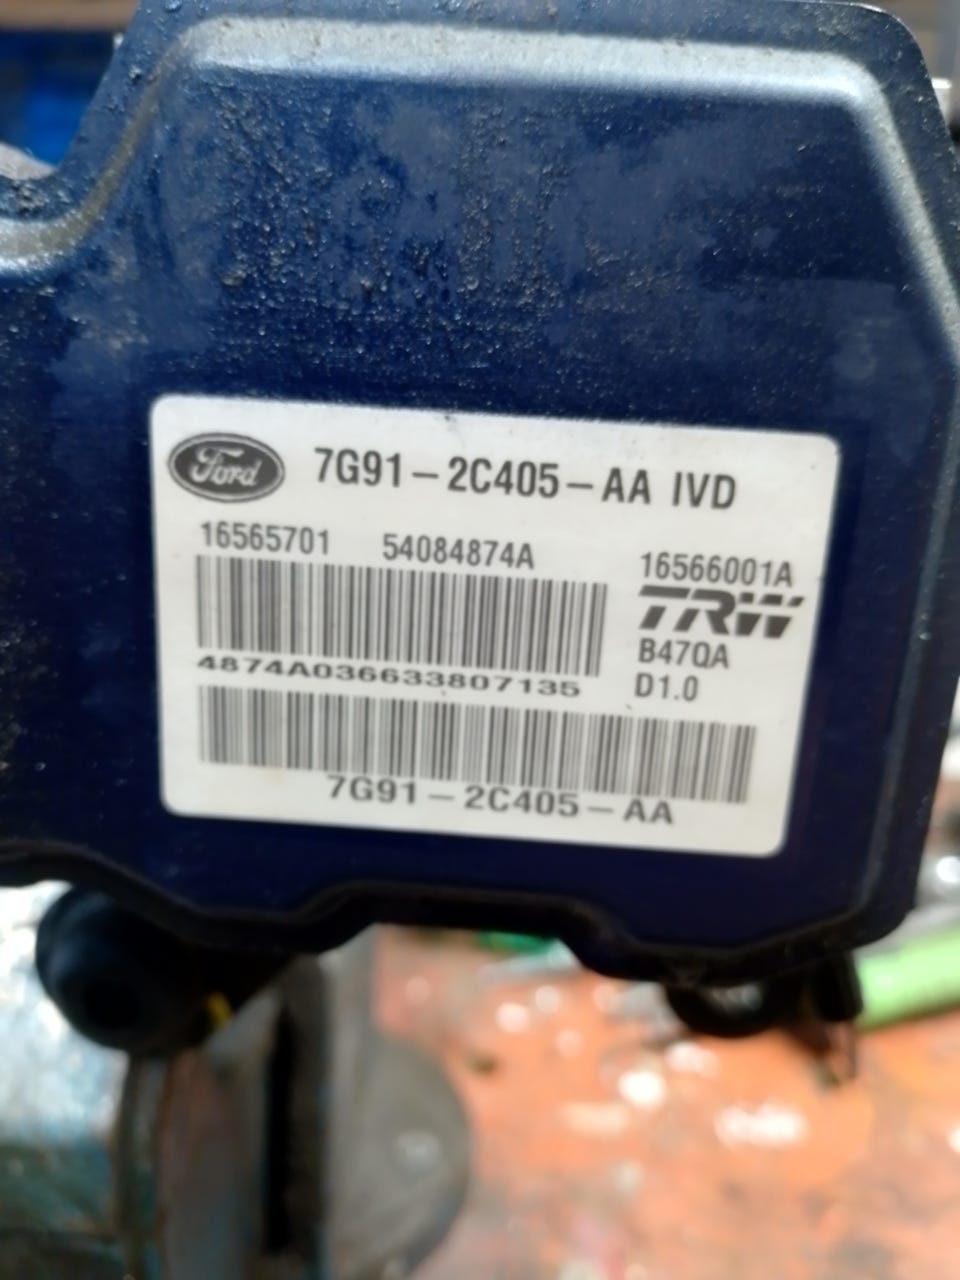 Ford 7G91-2C405-AA IVD
16565701 54084874A 16566001A
TRW
B47QA
4874A036633807135
D1.0
7G91-2C405-AA